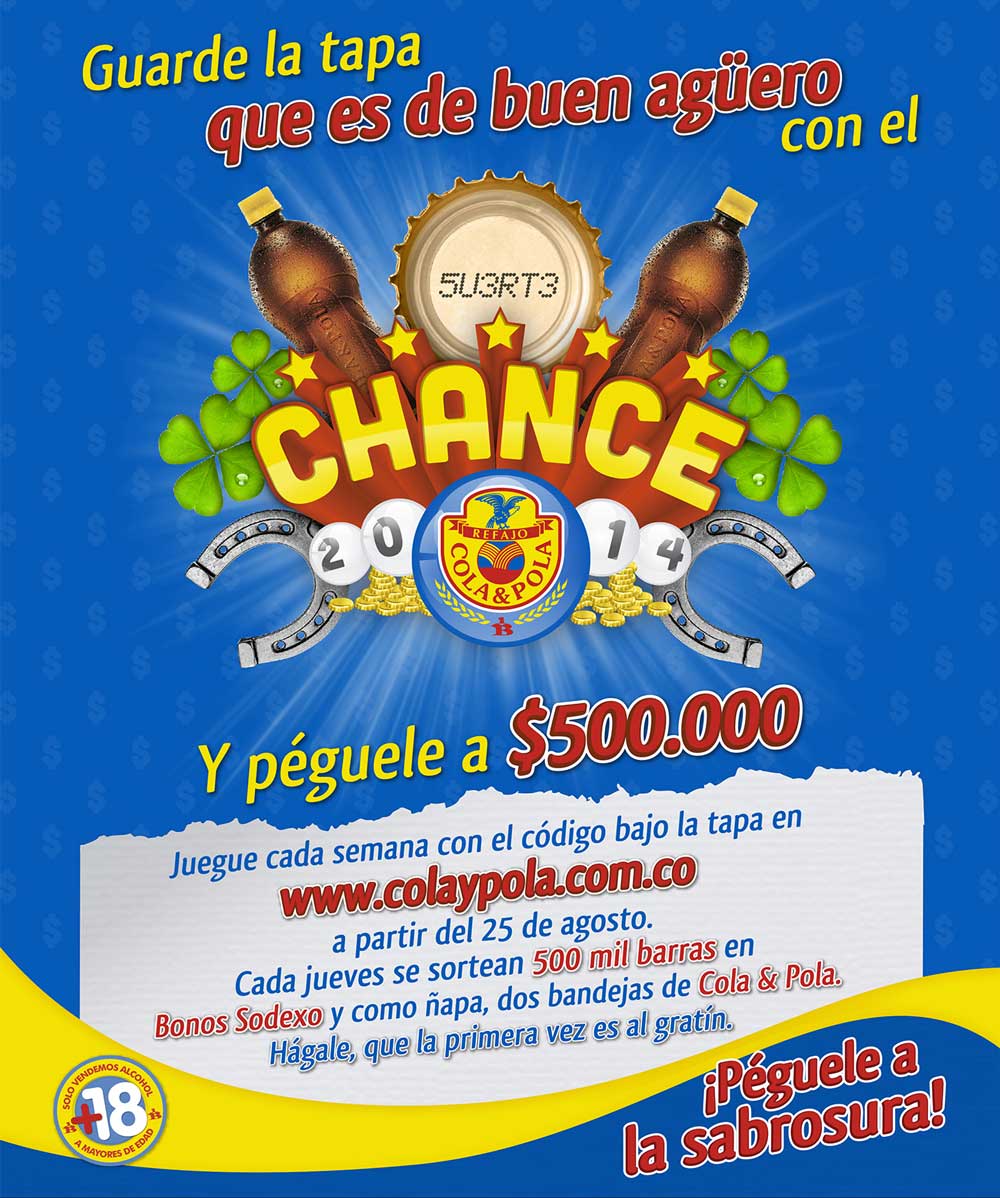 Guarde la tapa
que es de buen agüero
con el
5U3RT3
CHANCE
2014
REFAJO
COLA&POLA
Y péguele a $500.000
Juegue cada semana con el código bajo la tapa en
www.colaypola.com.co
a partir del 25 de agosto.
Cada jueves se sortean 500 mil barras en
Bonos Sodexo y como ñapa, dos bandejas de Cola & Pola.
Hágale, que la primera vez es al gratín.
SOLO VENDEMOS ALCOHOL
+18
A MAYORES DE EDAD
¡Péguele a
la sabrosura!